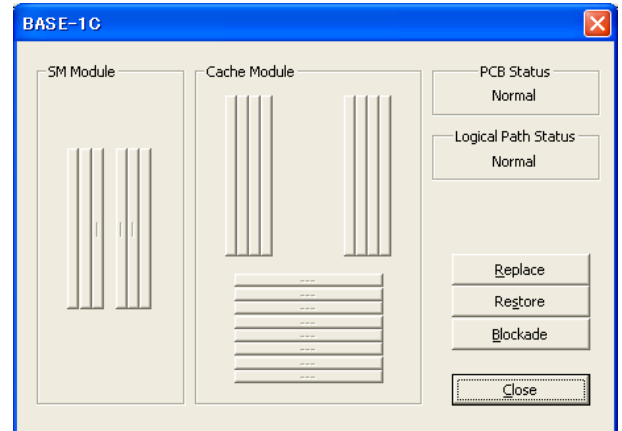 BASE-1C
SM Module
Cache Module
PCB Status
Normal
Logical Path Status
Normal
---
---
---
---
---
---
---
---
Replace
Restore
Blockade
Close